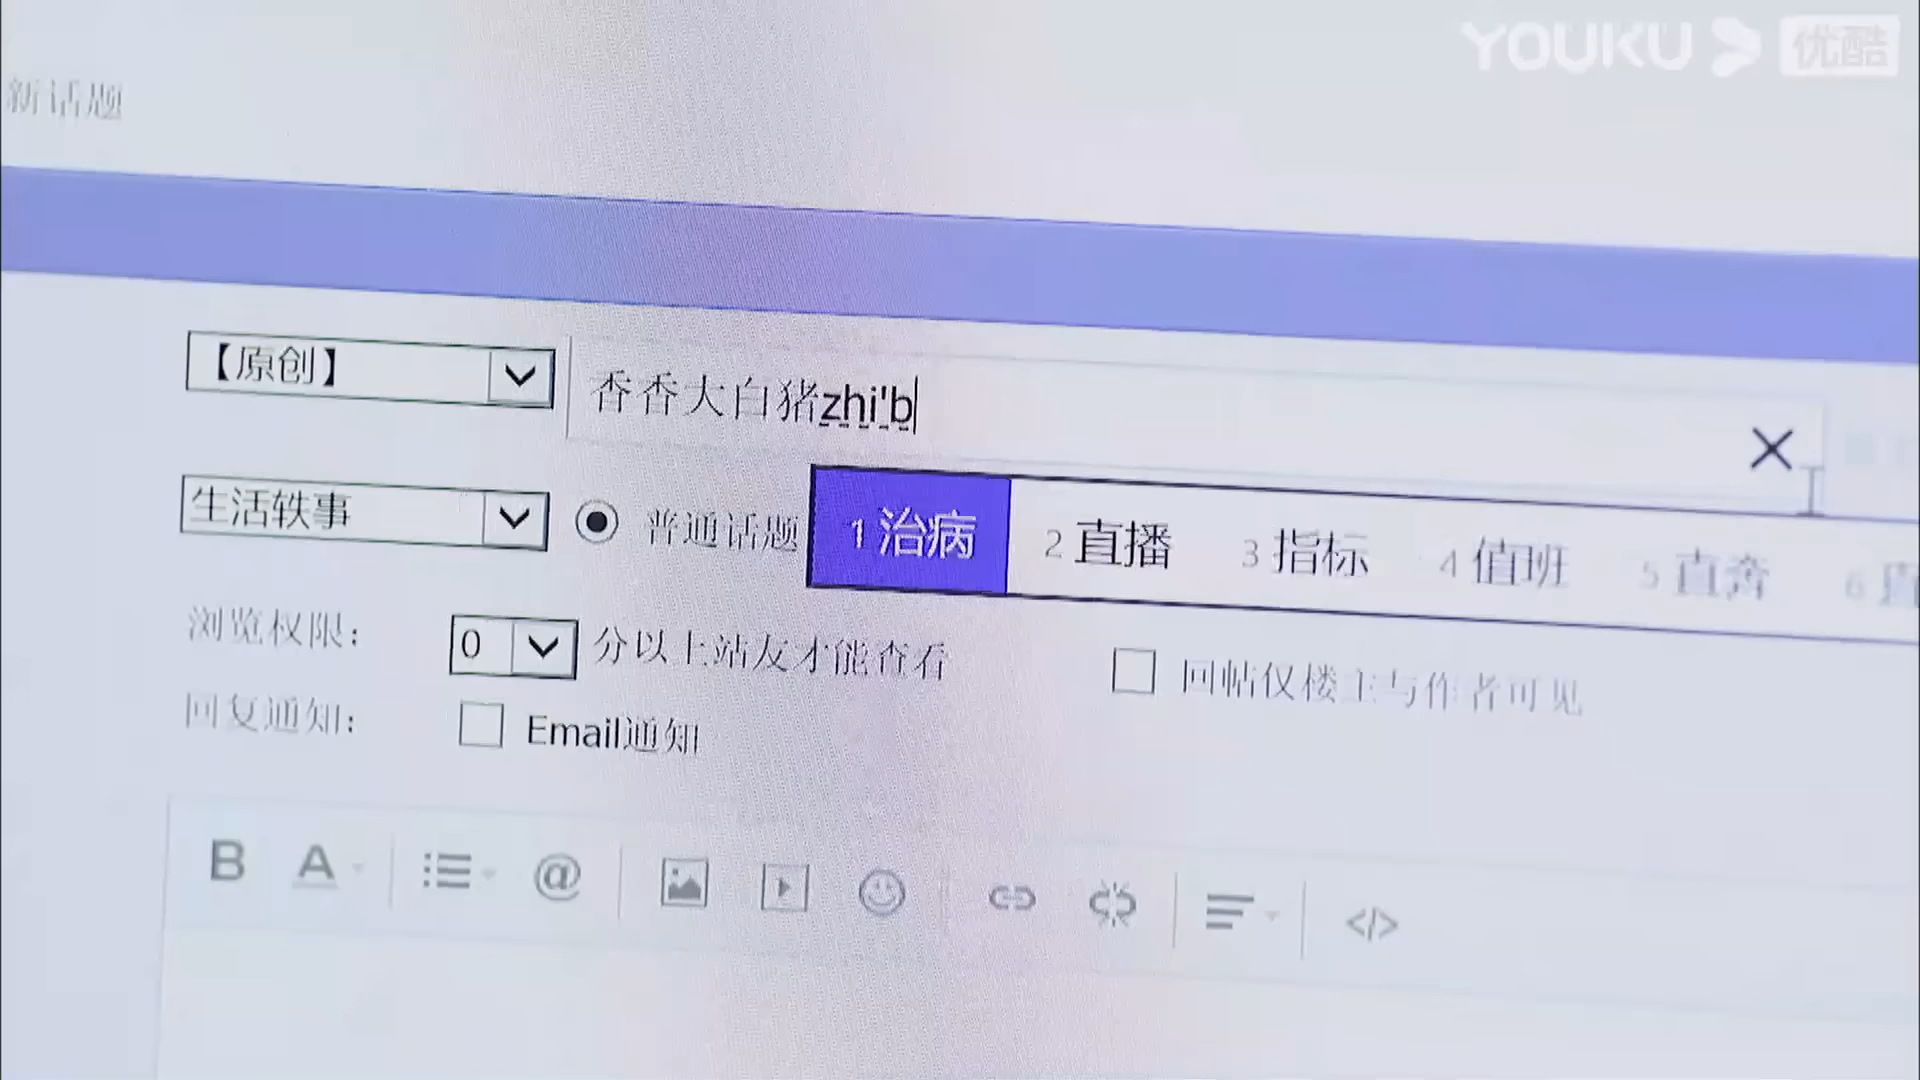 YOUKU 优酷
新话题
【原创】 香香大白猪zhi'b
生活轶事 普通话题 1 治病 2 直播 3 指标 4 值班 5 直奔 6
浏览权限： 0 分以上站友才能查看 回帖仅楼主与作者可见
回复通知： Email通知
B A @ </>